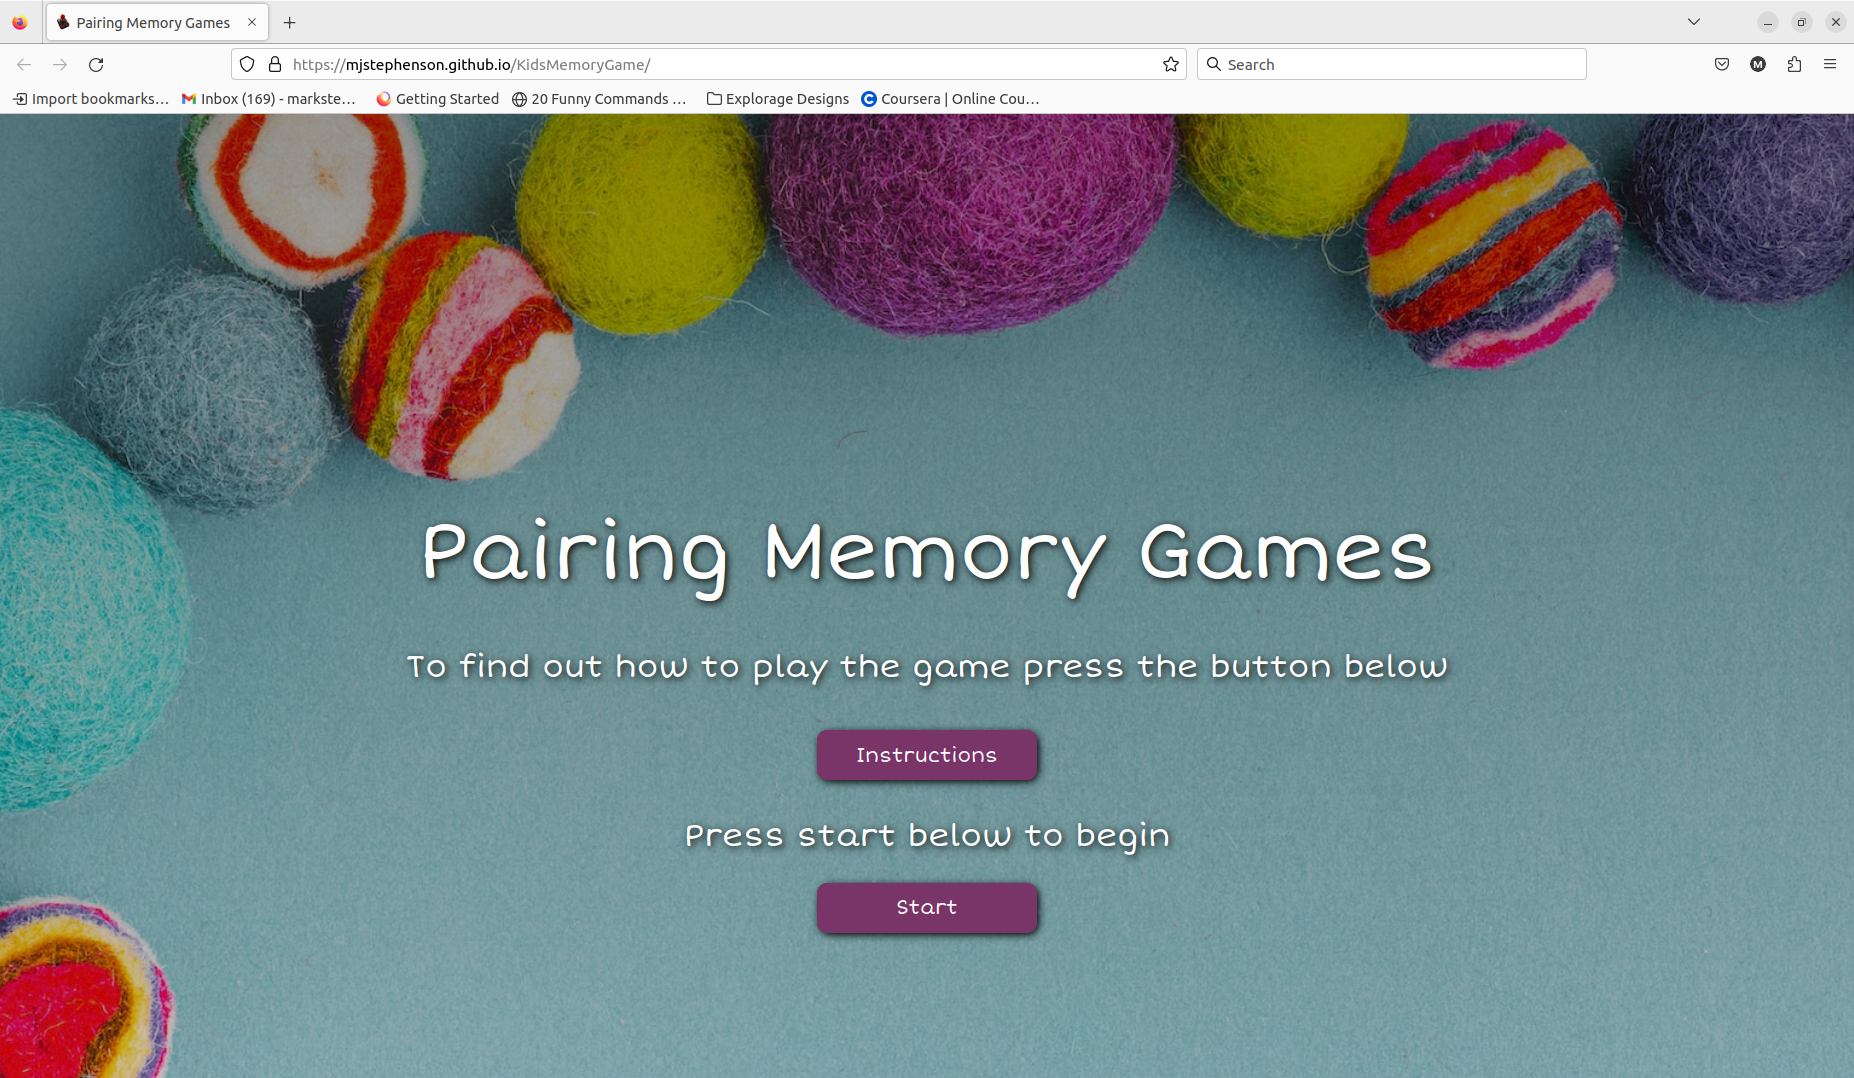 Pairing Memory Games
https://mjstephenson.github.io/KidsMemoryGame/
Search
M
Import bookmarks…
Inbox (169) - markste…
Getting Started
20 Funny Commands …
Explorage Designs
C
Coursera | Online Cou…
Pairing Memory Games
To find out how to play the game press the button below
Instructions
Press start below to begin
Start